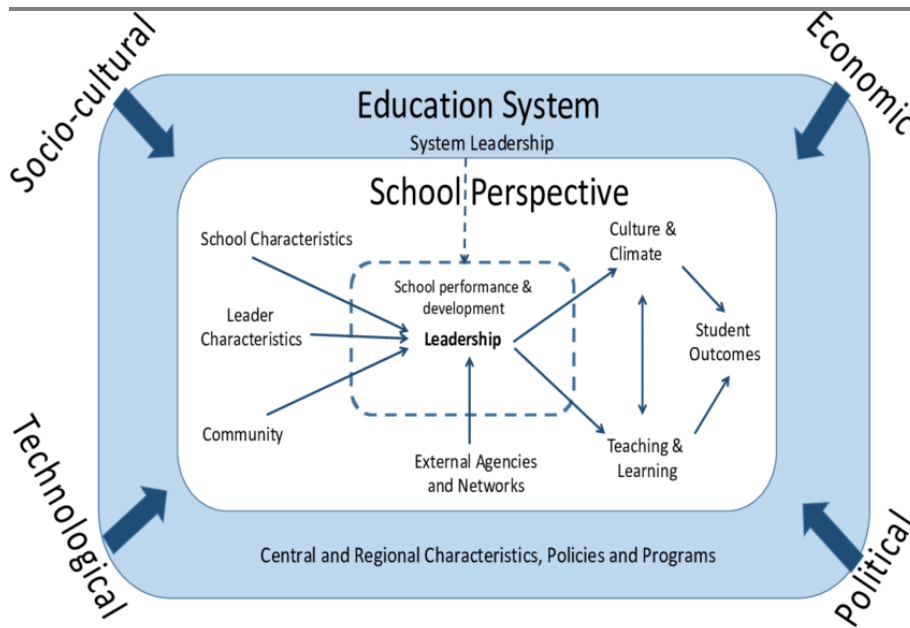 Socio-cultural
Economic
Education System
System Leadership
School Perspective
School Characteristics
Culture &
Climate
School performance &
development
Leader
Characteristics
Leadership
Student
Outcomes
Community
External Agencies
and Networks
Teaching &
Learning
Technological
Political
Central and Regional Characteristics, Policies and Programs